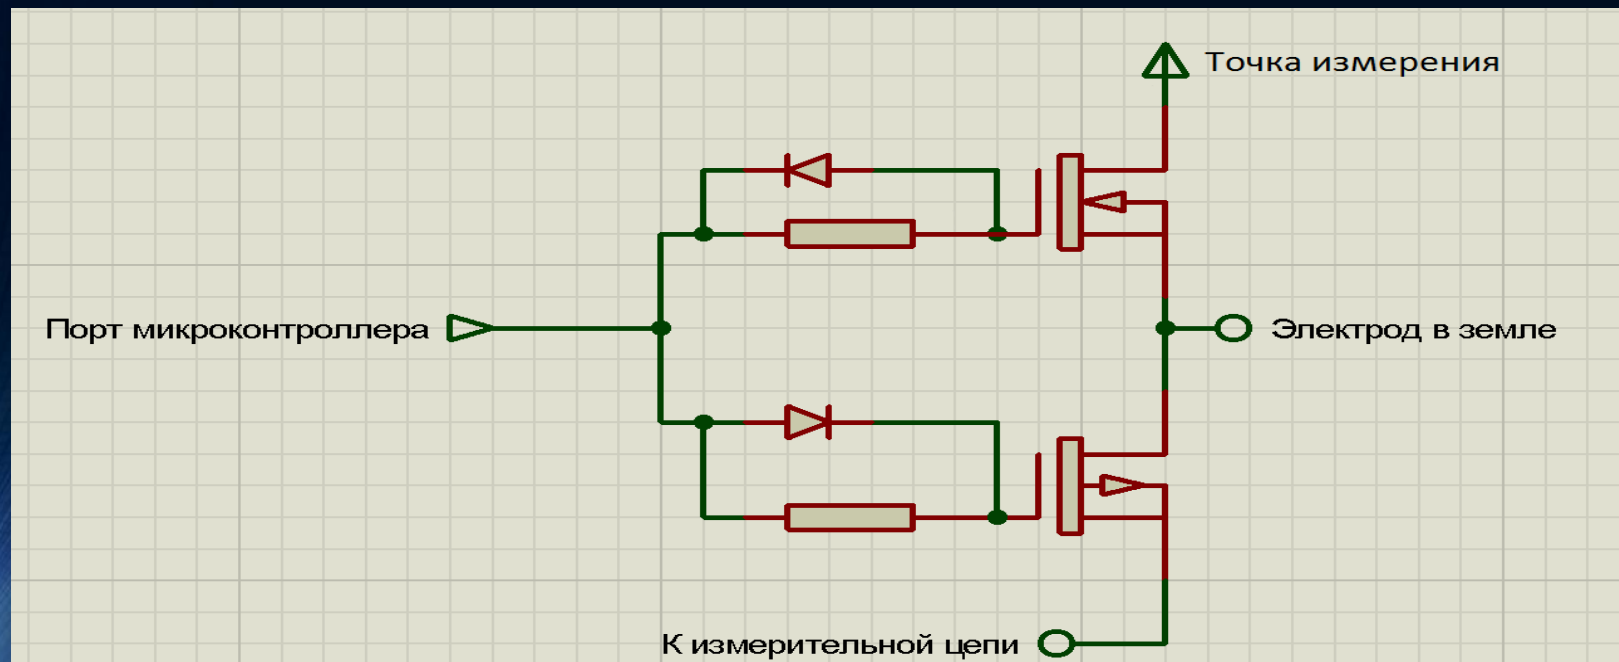 Точка измерения
Порт микроконтроллера
Электрод в земле
К измерительной цепи